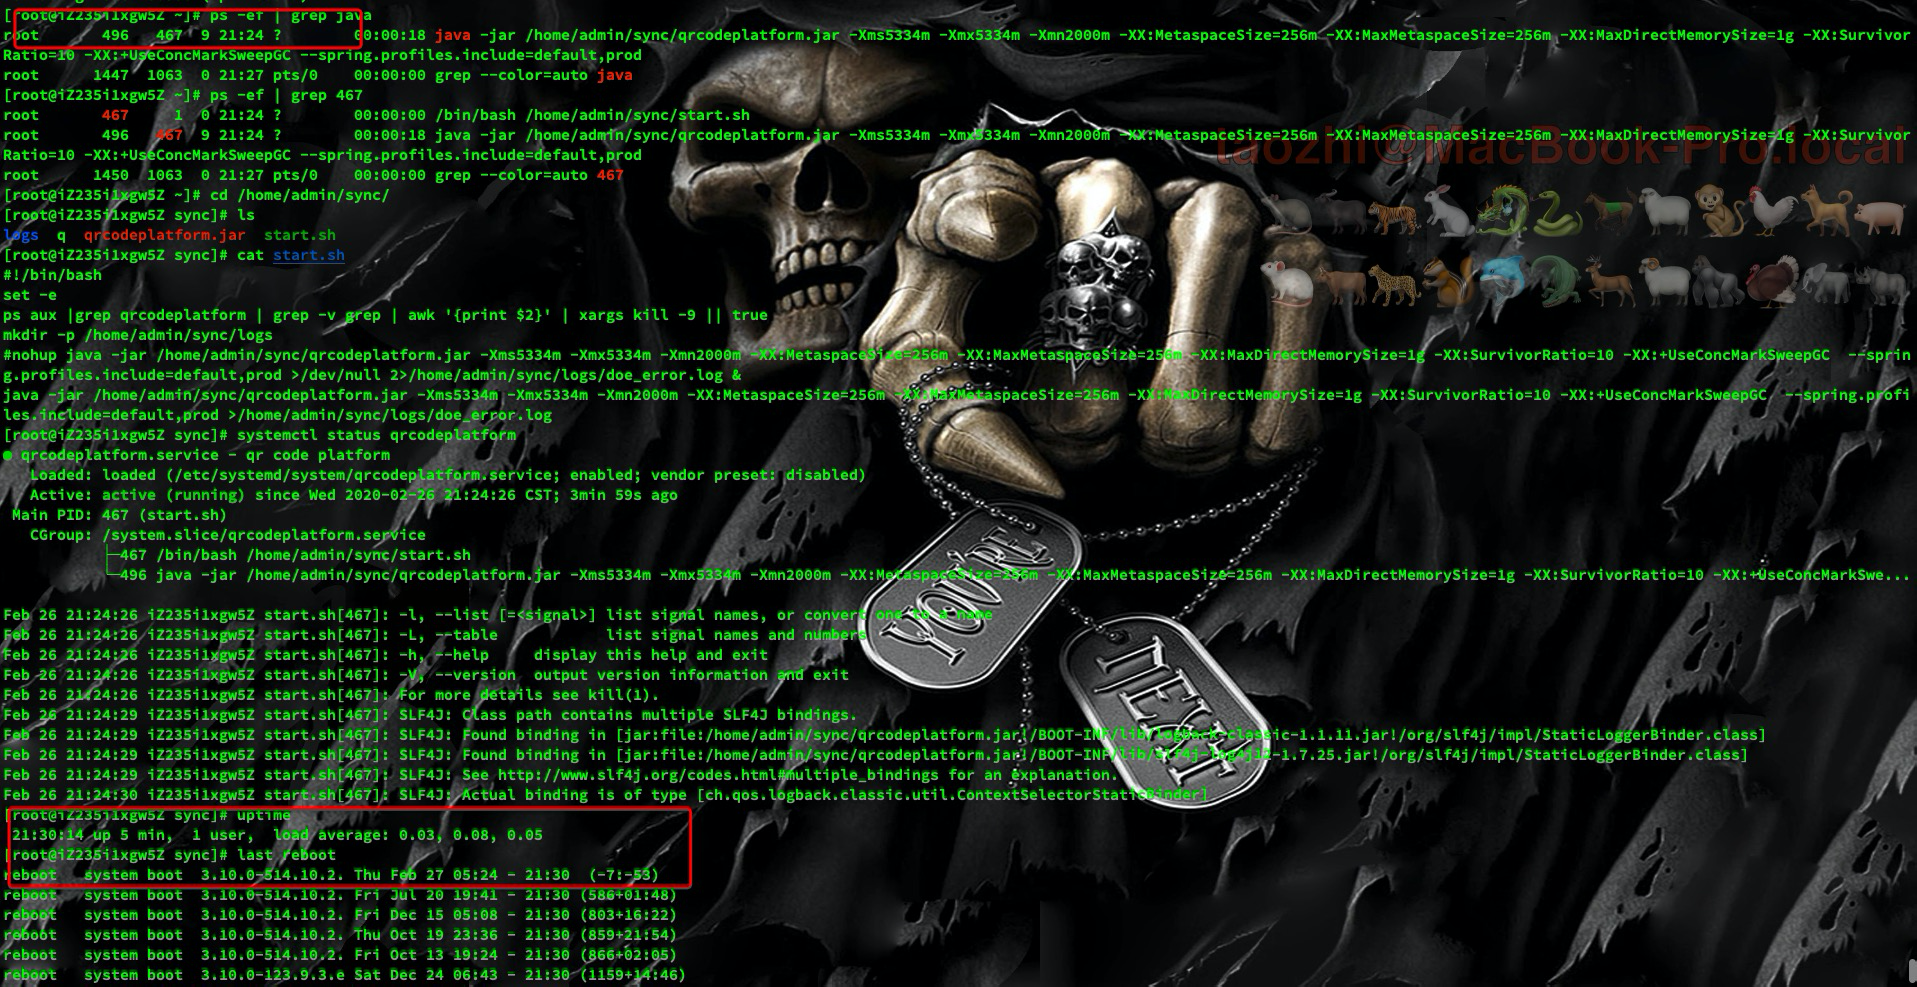 [root@iZ235i1xgw5Z ~]# ps -ef | grep java
root       496   467  9 21:24 ?        00:00:18 java -jar /home/admin/sync/qrcodeplatform.jar -Xms5334m -Xmx5334m -Xmn2000m -XX:MetaspaceSize=256m -XX:MaxMetaspaceSize=256m -XX:MaxDirectMemorySize=1g -XX:Survivor
Ratio=10 -XX:+UseConcMarkSweepGC --spring.profiles.include=default,prod
root      1447  1063  0 21:27 pts/0    00:00:00 grep --color=auto java
[root@iZ235i1xgw5Z ~]# ps -ef | grep 467
root       467     1  0 21:24 ?        00:00:00 /bin/bash /home/admin/sync/start.sh
root       496   467  9 21:24 ?        00:00:18 java -jar /home/admin/sync/qrcodeplatform.jar -Xms5334m -Xmx5334m -Xmn2000m -XX:MetaspaceSize=256m -XX:MaxMetaspaceSize=256m -XX:MaxDirectMemorySize=1g -XX:Survivor
taozhi@MacBook-Pro.local
Ratio=10 -XX:+UseConcMarkSweepGC --spring.profiles.include=default,prod
root      1450  1063  0 21:27 pts/0    00:00:00 grep --color=auto 467
[root@iZ235i1xgw5Z ~]# cd /home/admin/sync/
[root@iZ235i1xgw5Z sync]# ls
logs  q  qrcodeplatform.jar  start.sh
[root@iZ235i1xgw5Z sync]# cat start.sh
#!/bin/bash
set -e
ps aux |grep qrcodeplatform | grep -v grep | awk '{print $2}' | xargs kill -9 || true
mkdir -p /home/admin/sync/logs
#nohup java -jar /home/admin/sync/qrcodeplatform.jar -Xms5334m -Xmx5334m -Xmn2000m -XX:MetaspaceSize=256m -XX:MaxMetaspaceSize=256m -XX:MaxDirectMemorySize=1g -XX:SurvivorRatio=10 -XX:+UseConcMarkSweepGC  --sprin
g.profiles.include=default,prod >/dev/null 2>/home/admin/sync/logs/doe_error.log &
java -jar /home/admin/sync/qrcodeplatform.jar -Xms5334m -Xmx5334m -Xmn2000m -XX:MetaspaceSize=256m -XX:MaxMetaspaceSize=256m -XX:MaxDirectMemorySize=1g -XX:SurvivorRatio=10 -XX:+UseConcMarkSweepGC  --spring.profi
les.include=default,prod >/home/admin/sync/logs/doe_error.log
[root@iZ235i1xgw5Z sync]# systemctl status qrcodeplatform
● qrcodeplatform.service - qr code platform
   Loaded: loaded (/etc/systemd/system/qrcodeplatform.service; enabled; vendor preset: disabled)
   Active: active (running) since Wed 2020-02-26 21:24:26 CST; 3min 59s ago
 Main PID: 467 (start.sh)
   CGroup: /system.slice/qrcodeplatform.service
           ├─467 /bin/bash /home/admin/sync/start.sh
           └─496 java -jar /home/admin/sync/qrcodeplatform.jar -Xms5334m -Xmx5334m -Xmn2000m -XX:MetaspaceSize=256m -XX:MaxMetaspaceSize=256m -XX:MaxDirectMemorySize=1g -XX:SurvivorRatio=10 -XX:+UseConcMarkSwe...
Feb 26 21:24:26 iZ235i1xgw5Z start.sh[467]: -l, --list [=<signal>] list signal names, or convert one to a name
Feb 26 21:24:26 iZ235i1xgw5Z start.sh[467]: -L, --table            list signal names and numbers
Feb 26 21:24:26 iZ235i1xgw5Z start.sh[467]: -h, --help     display this help and exit
Feb 26 21:24:26 iZ235i1xgw5Z start.sh[467]: -V, --version  output version information and exit
Feb 26 21:24:26 iZ235i1xgw5Z start.sh[467]: For more details see kill(1).
Feb 26 21:24:29 iZ235i1xgw5Z start.sh[467]: SLF4J: Class path contains multiple SLF4J bindings.
Feb 26 21:24:29 iZ235i1xgw5Z start.sh[467]: SLF4J: Found binding in [jar:file:/home/admin/sync/qrcodeplatform.jar!/BOOT-INF/lib/logback-classic-1.1.11.jar!/org/slf4j/impl/StaticLoggerBinder.class]
Feb 26 21:24:29 iZ235i1xgw5Z start.sh[467]: SLF4J: Found binding in [jar:file:/home/admin/sync/qrcodeplatform.jar!/BOOT-INF/lib/slf4j-log4j12-1.7.25.jar!/org/slf4j/impl/StaticLoggerBinder.class]
Feb 26 21:24:29 iZ235i1xgw5Z start.sh[467]: SLF4J: See http://www.slf4j.org/codes.html#multiple_bindings for an explanation.
Feb 26 21:24:30 iZ235i1xgw5Z start.sh[467]: SLF4J: Actual binding is of type [ch.qos.logback.classic.util.ContextSelectorStaticBinder]
YOU'RE
NEXT
[root@iZ235i1xgw5Z sync]# uptime
 21:30:14 up 5 min,  1 user,  load average: 0.03, 0.08, 0.05
[root@iZ235i1xgw5Z sync]# last reboot
reboot   system boot  3.10.0-514.10.2. Thu Feb 27 05:24 - 21:30  (-7:-53)
reboot   system boot  3.10.0-514.10.2. Fri Jul 20 19:41 - 21:30 (586+01:48)
reboot   system boot  3.10.0-514.10.2. Fri Dec 15 05:08 - 21:30 (803+16:22)
reboot   system boot  3.10.0-514.10.2. Thu Oct 19 23:36 - 21:30 (859+21:54)
reboot   system boot  3.10.0-514.10.2. Fri Oct 13 19:24 - 21:30 (866+02:05)
reboot   system boot  3.10.0-123.9.3.e Sat Dec 24 06:43 - 21:30 (1159+14:46)